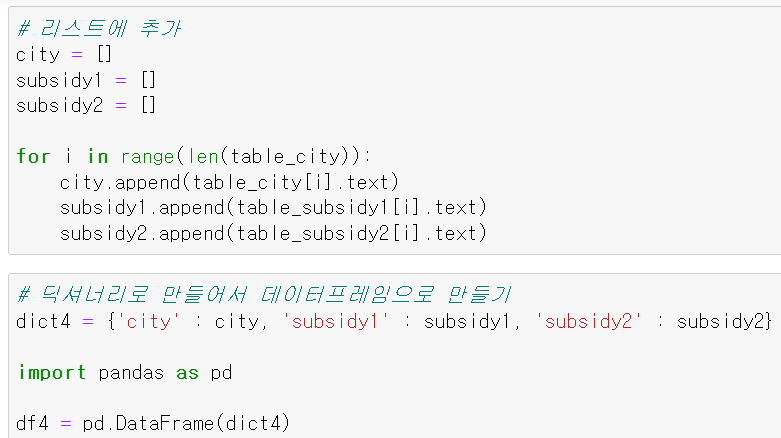 # 리스트에 추가
city = []
subsidy1 = []
subsidy2 = []
for i in range(len(table_city)):
city.append(table_city[i].text)
subsidy1.append(table_subsidy1[i].text)
subsidy2.append(table_subsidy2[i].text)
# 딕셔너리로 만들어서 데이터프레임으로 만들기
dict4 = {'city' : city, 'subsidy1' : subsidy1, 'subsidy2' : subsidy2}
import pandas as pd
df4 = pd.DataFrame(dict4)